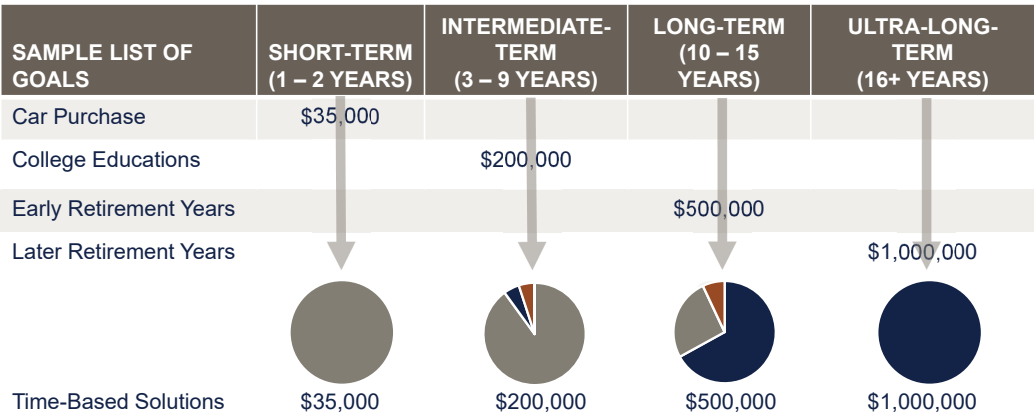 SAMPLE LIST OF
GOALS
SHORT-TERM
(1 – 2 YEARS)
INTERMEDIATE-
TERM
(3 – 9 YEARS)
LONG-TERM
(10 – 15
YEARS)
ULTRA-LONG-
TERM
(16+ YEARS)
Car Purchase $35,000
College Educations $200,000
Early Retirement Years $500,000
Later Retirement Years $1,000,000
Time-Based Solutions $35,000 $200,000 $500,000 $1,000,000